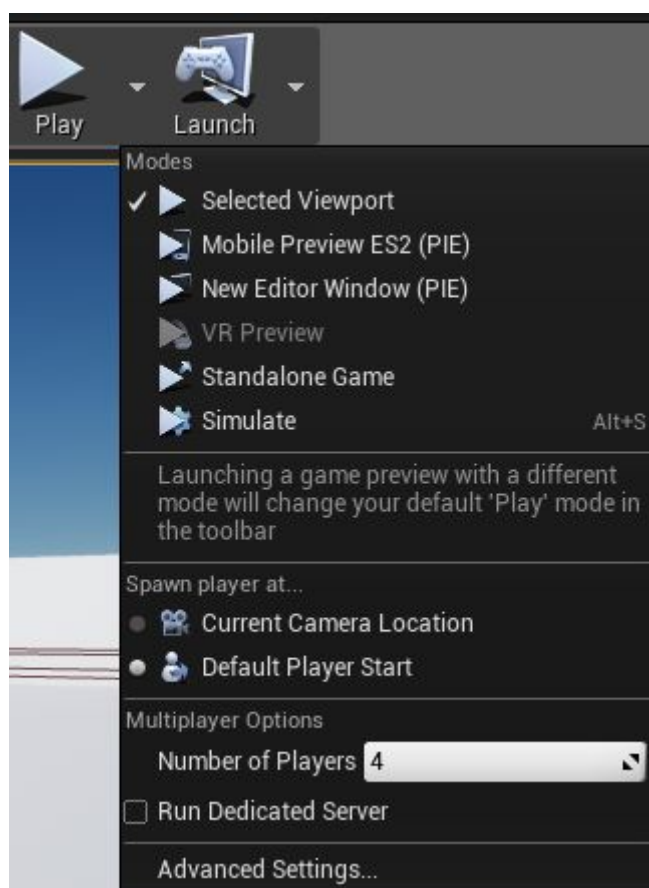 Play
Launch
Modes
Selected Viewport
Mobile Preview ES2 (PIE)
New Editor Window (PIE)
VR Preview
Standalone Game
Simulate Alt+S
Launching a game preview with a different
mode will change your default 'Play' mode in
the toolbar
Spawn player at...
Current Camera Location
Default Player Start
Multiplayer Options
Number of Players 4
Run Dedicated Server
Advanced Settings...